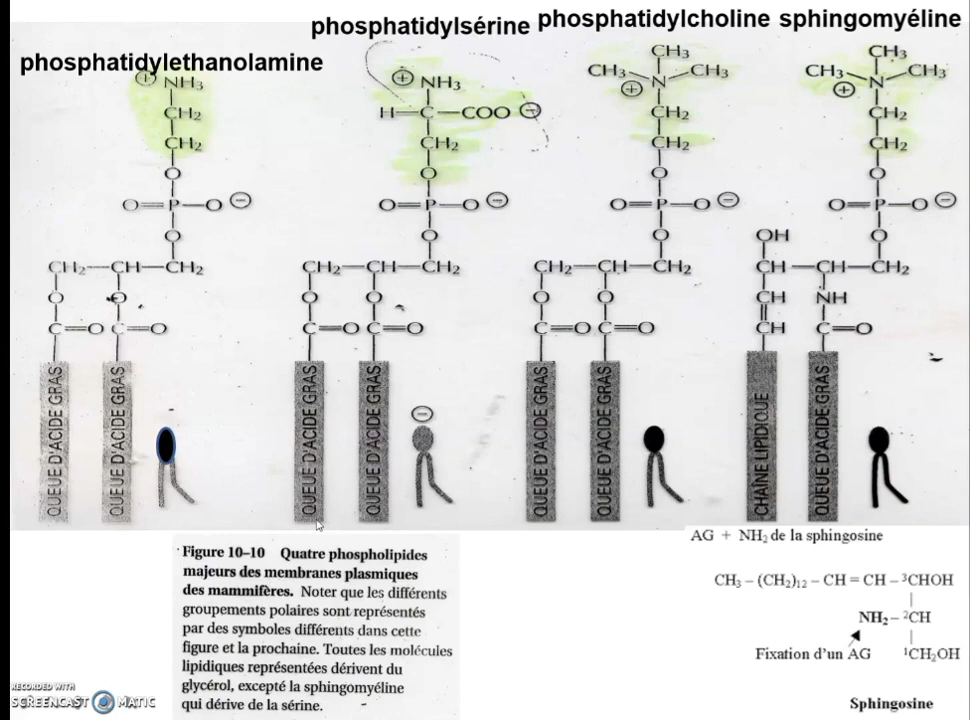 phosphatidylsérine
phosphatidylcholine
sphingomyéline
phosphatidylethanolamine
CH₃
CH₃
⊕ NH₃
⊕ NH₃
CH₃ N CH₃
CH₃ N CH₃
⊕
⊕
CH₂
H—C—COO ⊖
CH₂
CH₂
CH₂
CH₂
CH₂
CH₂
O
O
O
O
O=P—O ⊖
O=P—O ⊖
O=P—O ⊖
O=P—O ⊖
O
O
O
OH
O
CH₂—CH—CH₂
CH₂—CH—CH₂
CH₂—CH—CH₂
CH—CH—CH₂
O
O
O
O
O
O
CH
NH
C=O
C=O
C=O
C=O
C=O
C=O
CH
C=O
QUEUE D'ACIDE GRAS
QUEUE D'ACIDE GRAS
QUEUE D'ACIDE GRAS
QUEUE D'ACIDE GRAS
QUEUE D'ACIDE GRAS
QUEUE D'ACIDE GRAS
CHAÎNE LIPIDIQUE
QUEUE D'ACIDE GRAS
⊖
Figure 10–10 Quatre phospholipides
majeurs des membranes plasmiques
des mammifères. Noter que les différents
groupements polaires sont représentés
par des symboles différents dans cette
figure et la prochaine. Toutes les molécules
lipidiques représentées dérivent du
glycérol, excepté la sphingomyéline
qui dérive de la sérine.
AG + NH₂ de la sphingosine
CH₃ – (CH₂)₁₂ – CH = CH – ³CHOH
NH₂ – ²CH
Fixation d'un AG
¹CH₂OH
Sphingosine
RECORDED WITH
SCREENCAST MATIC